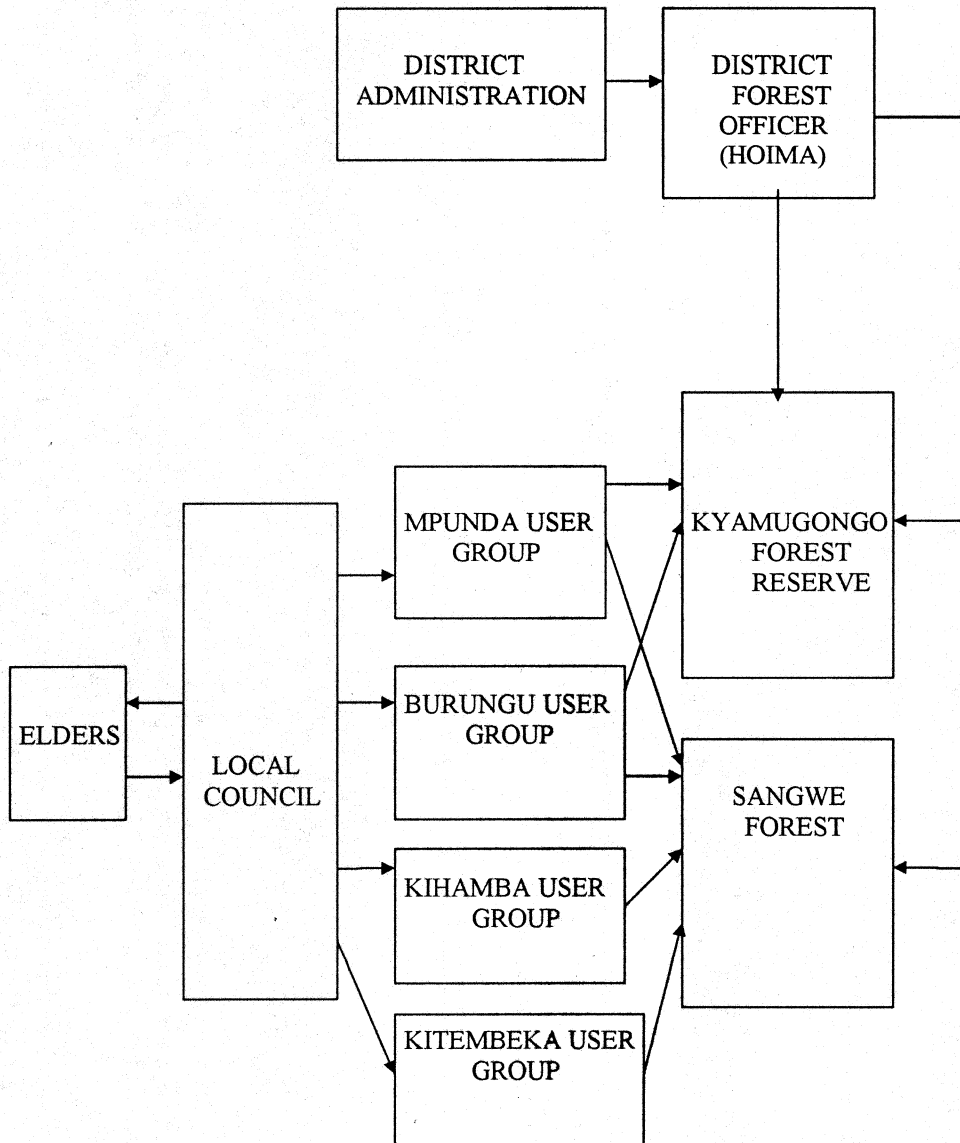 DISTRICT
ADMINISTRATION
DISTRICT
FOREST
OFFICER
(HOIMA)
MPUNDA USER
GROUP
KYAMUGONGO
FOREST
RESERVE
ELDERS
LOCAL
COUNCIL
BURUNGU USER
GROUP
SANGWE
FOREST
KIHAMBA USER
GROUP
KITEMBEKA USER
GROUP